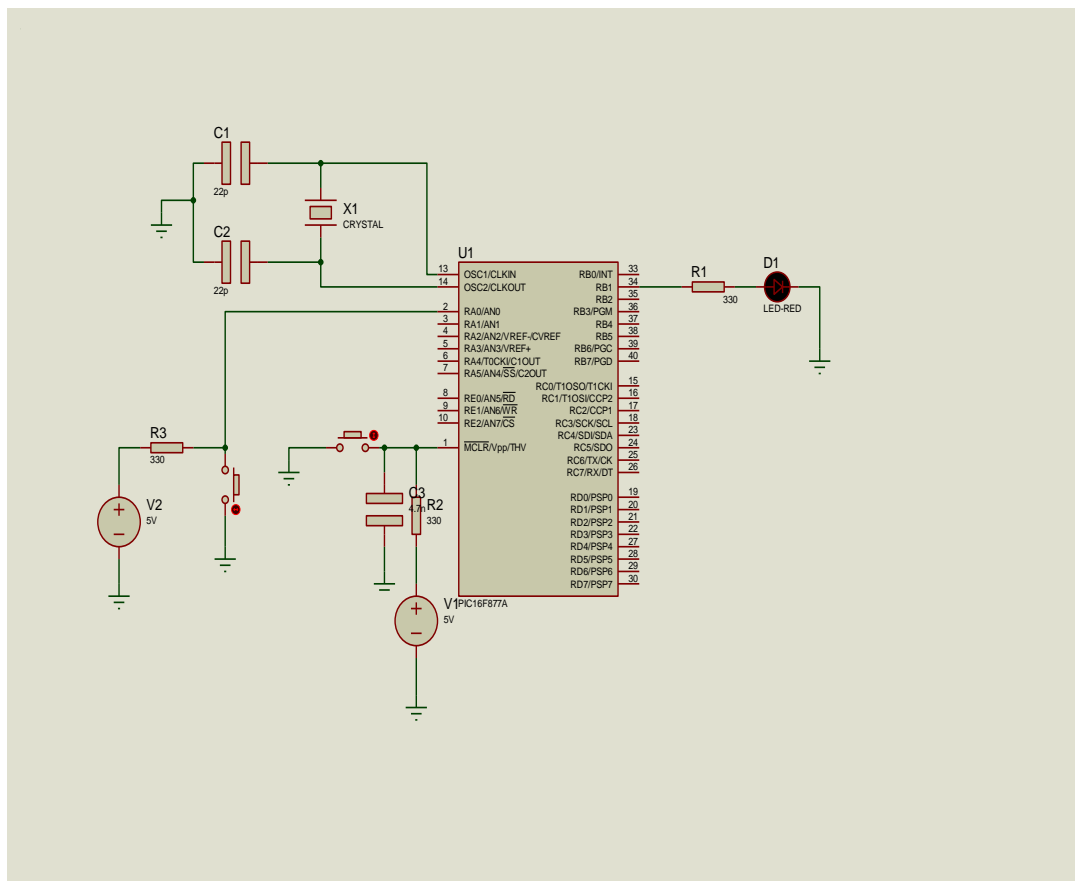 C1
22p
X1
CRYSTAL
C2
22p
U1
13 OSC1/CLKIN
14 OSC2/CLKOUT
2 RA0/AN0
3 RA1/AN1
4 RA2/AN2/VREF-/CVREF
5 RA3/AN3/VREF+
6 RA4/T0CKI/C1OUT
7 RA5/AN4/SS/C2OUT
8 RE0/AN5/RD
9 RE1/AN6/WR
10 RE2/AN7/CS
1 MCLR/Vpp/THV
RB0/INT 33
RB1 34
RB2 35
RB3/PGM 36
RB4 37
RB5 38
RB6/PGC 39
RB7/PGD 40
RC0/T1OSO/T1CKI 15
RC1/T1OSI/CCP2 16
RC2/CCP1 17
RC3/SCK/SCL 18
RC4/SDI/SDA 23
RC5/SDO 24
RC6/TX/CK 25
RC7/RX/DT 26
RD0/PSP0 19
RD1/PSP1 20
RD2/PSP2 21
RD3/PSP3 22
RD4/PSP4 27
RD5/PSP5 28
RD6/PSP6 29
RD7/PSP7 30
PIC16F877A
R1
330
D1
LED-RED
R3
330
V2
5V
C3
4.7n
R2
330
V1
5V